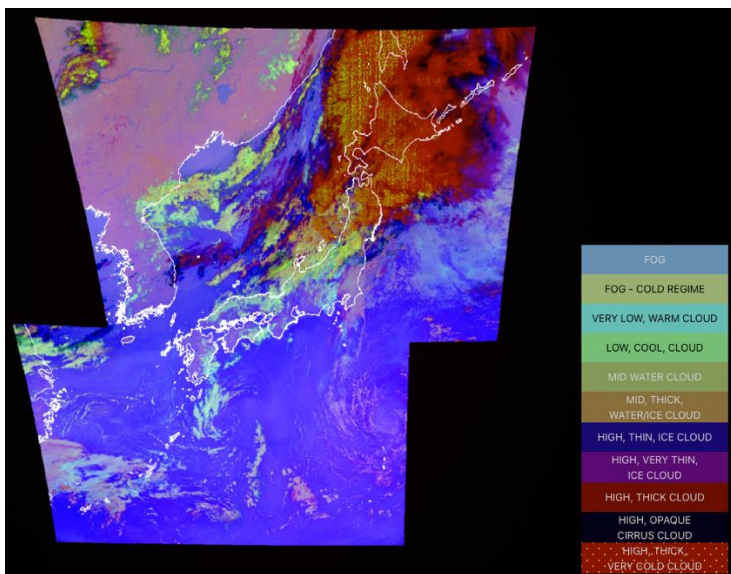 FOG
FOG - COLD REGIME
VERY LOW, WARM CLOUD
LOW, COOL, CLOUD
MID WATER CLOUD
MID, THICK,
WATER/ICE CLOUD
HIGH, THIN, ICE CLOUD
HIGH, VERY THIN,
ICE CLOUD
HIGH, THICK CLOUD
HIGH, OPAQUE
CIRRUS CLOUD
HIGH, THICK,
VERY COLD CLOUD